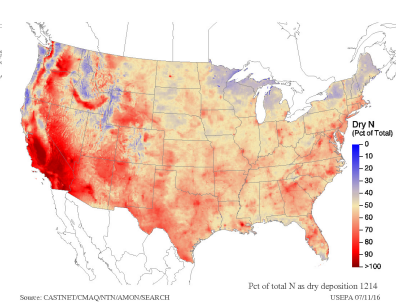 Dry N
(Pct of Total)
0
10
20
30
40
50
60
70
80
90
>100
Pct of total N as dry deposition 1214
Source: CASTNET/CMAQ/NTN/AMON/SEARCH
USEPA 07/11/16